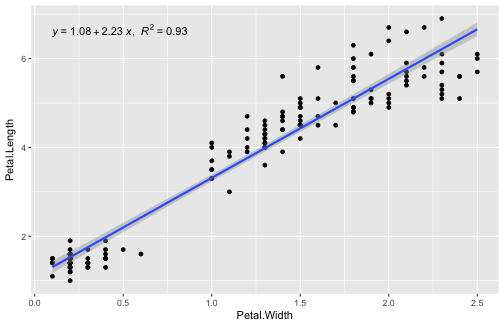 y = 1.08 + 2.23 x, R² = 0.93
6
4
2
Petal.Length
0.0 0.5 1.0 1.5 2.0 2.5
Petal.Width